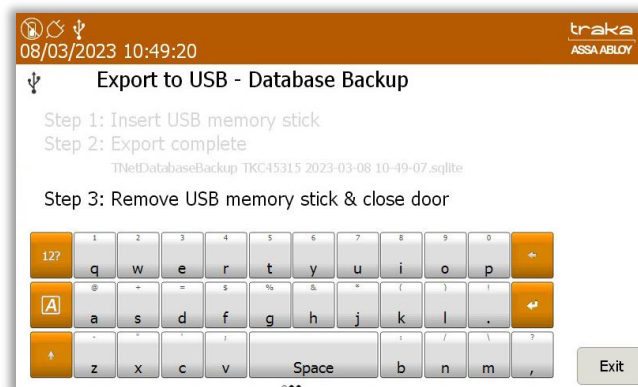 traka
08/03/2023 10:49:20
ASSA ABLOY
Export to USB - Database Backup
Step 1: Insert USB memory stick
Step 2: Export complete
TNetDatabaseBackup TKC45315 2023-03-08 10-49-07.sqlite
Step 3: Remove USB memory stick & close door
1 2 3 4 5 6 7 8 9 0
12? q w e r t y u i o p
@ + = $ % & * ( ) !
A a s d f g h j k l .
- " ' ; : / \ ?
z x c v Space b n m ,
Exit